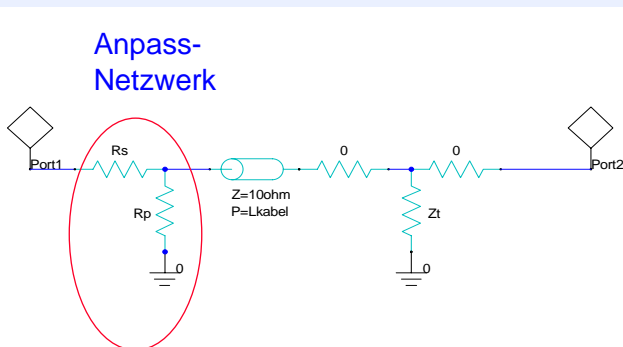 Anpass-
Netzwerk
Port1
Rs
0
0
Port2
Z=10ohm
P=Lkabel
Rp
Zt
0
0